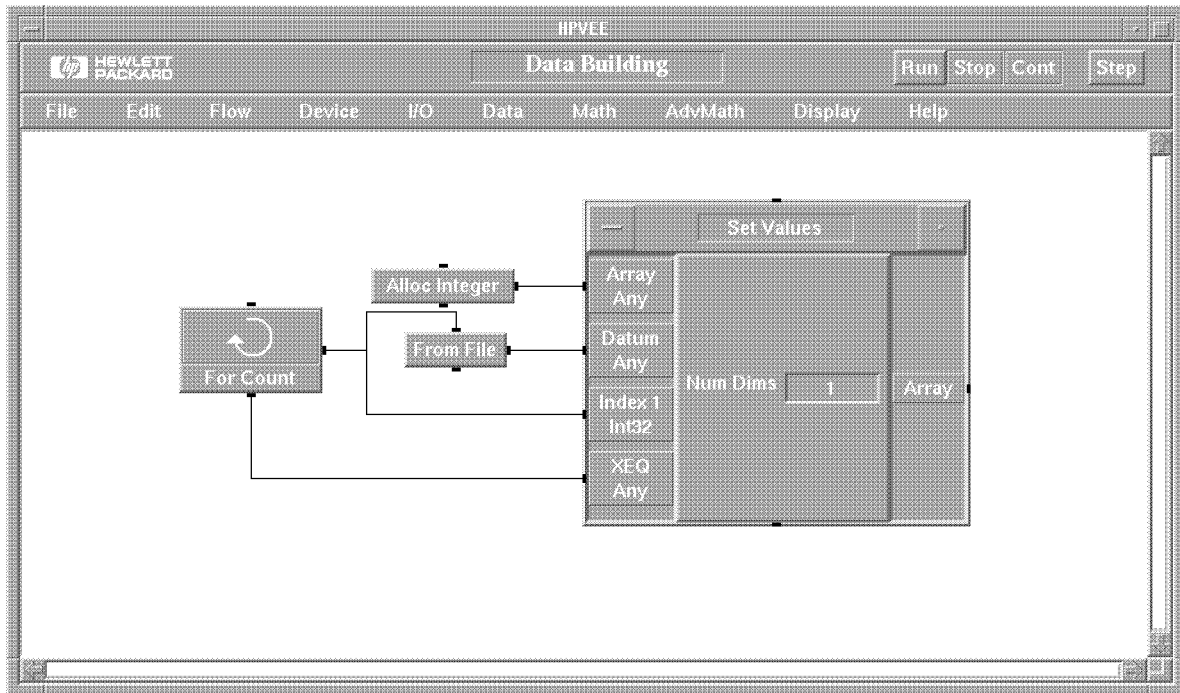 HPVEE
hp HEWLETT
PACKARD
Data Building
Run Stop Cont Step
File Edit Flow Device I/O Data Math AdvMath Display Help
Set Values
Alloc Integer
Array
Any
From File
Datum
Any
For Count
Num Dims 1
Array
Index 1
Int32
XEQ
Any